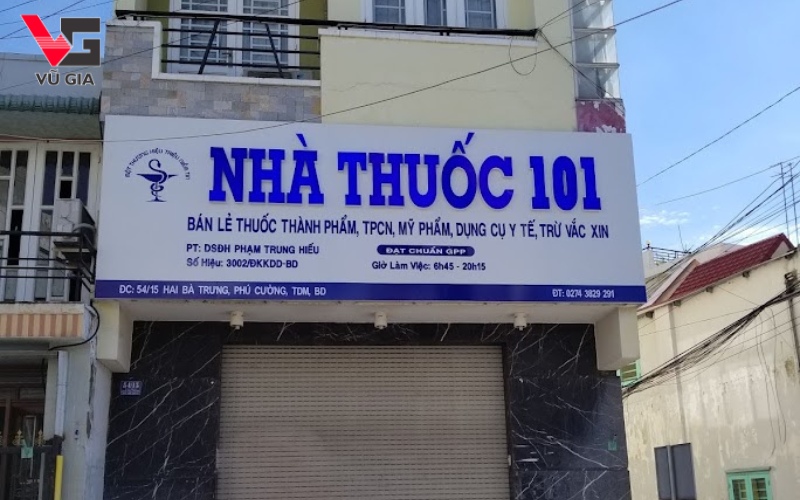 VG
VŨ GIA
NHÀ THUỐC 101
BÁN LẺ THUỐC THÀNH PHẨM, TPCN, MỸ PHẨM, DỤNG CỤ Y TẾ, TRỪ VẮC XIN
PT: DSĐH PHẠM TRUNG HIẾU
Số Hiệu: 3002/ĐKKDD-BD
ĐẠT CHUẨN GPP
Giờ Làm Việc: 6h45 - 20h15
ĐC: 54/15 HAI BÀ TRƯNG, PHÚ CƯỜNG, TDM, BD
ĐT: 0274 3829 291